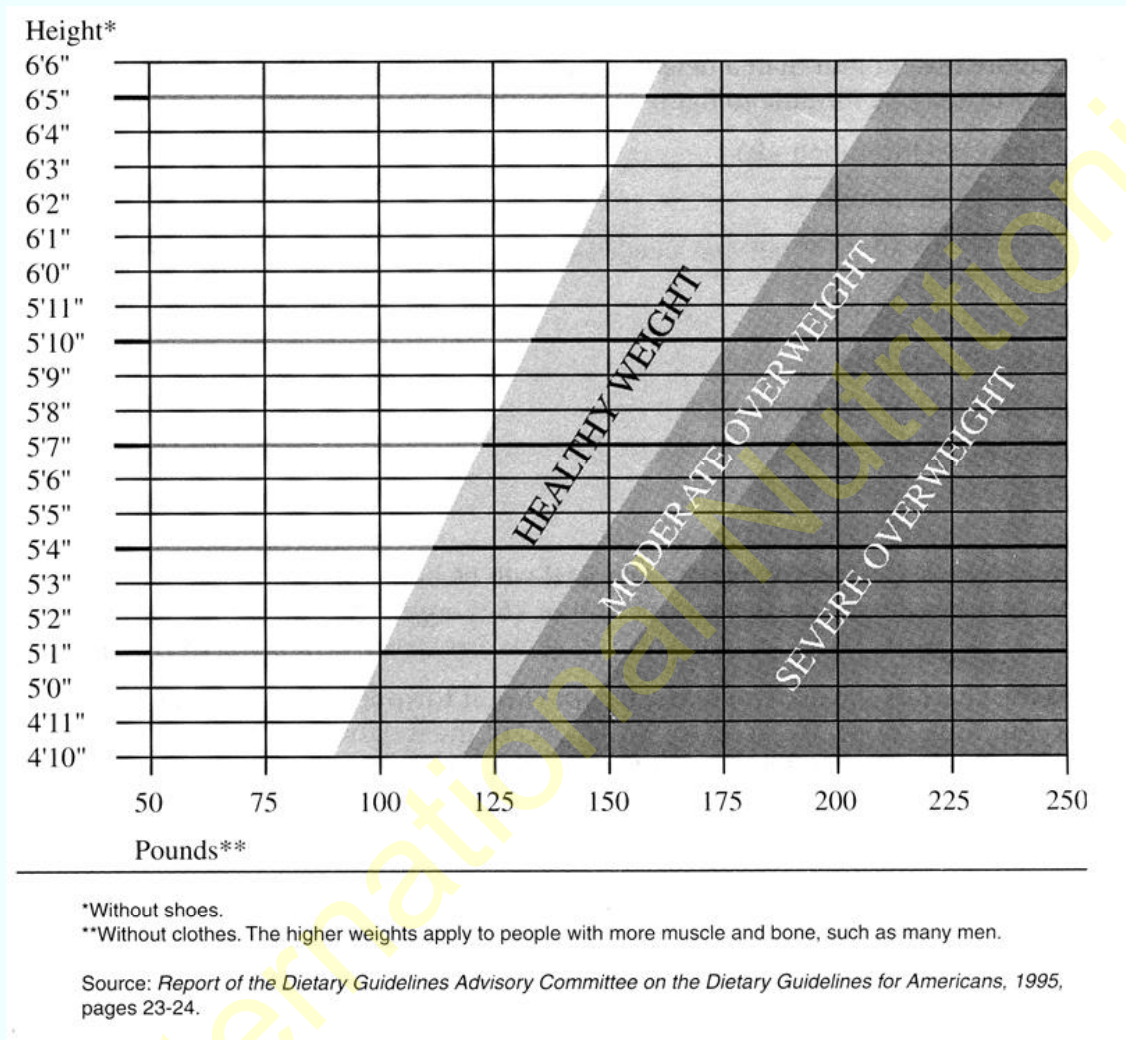 Height*
6'6"
6'5"
6'4"
6'3"
6'2"
6'1"
6'0"
5'11"
5'10"
5'9"
5'8"
5'7"
5'6"
5'5"
5'4"
5'3"
5'2"
5'1"
5'0"
4'11"
4'10"
HEALTHY WEIGHT
MODERATE OVERWEIGHT
SEVERE OVERWEIGHT
50 75 100 125 150 175 200 225 250
Pounds**
*Without shoes.
**Without clothes. The higher weights apply to people with more muscle and bone, such as many men.
Source: Report of the Dietary Guidelines Advisory Committee on the Dietary Guidelines for Americans, 1995,
pages 23-24.